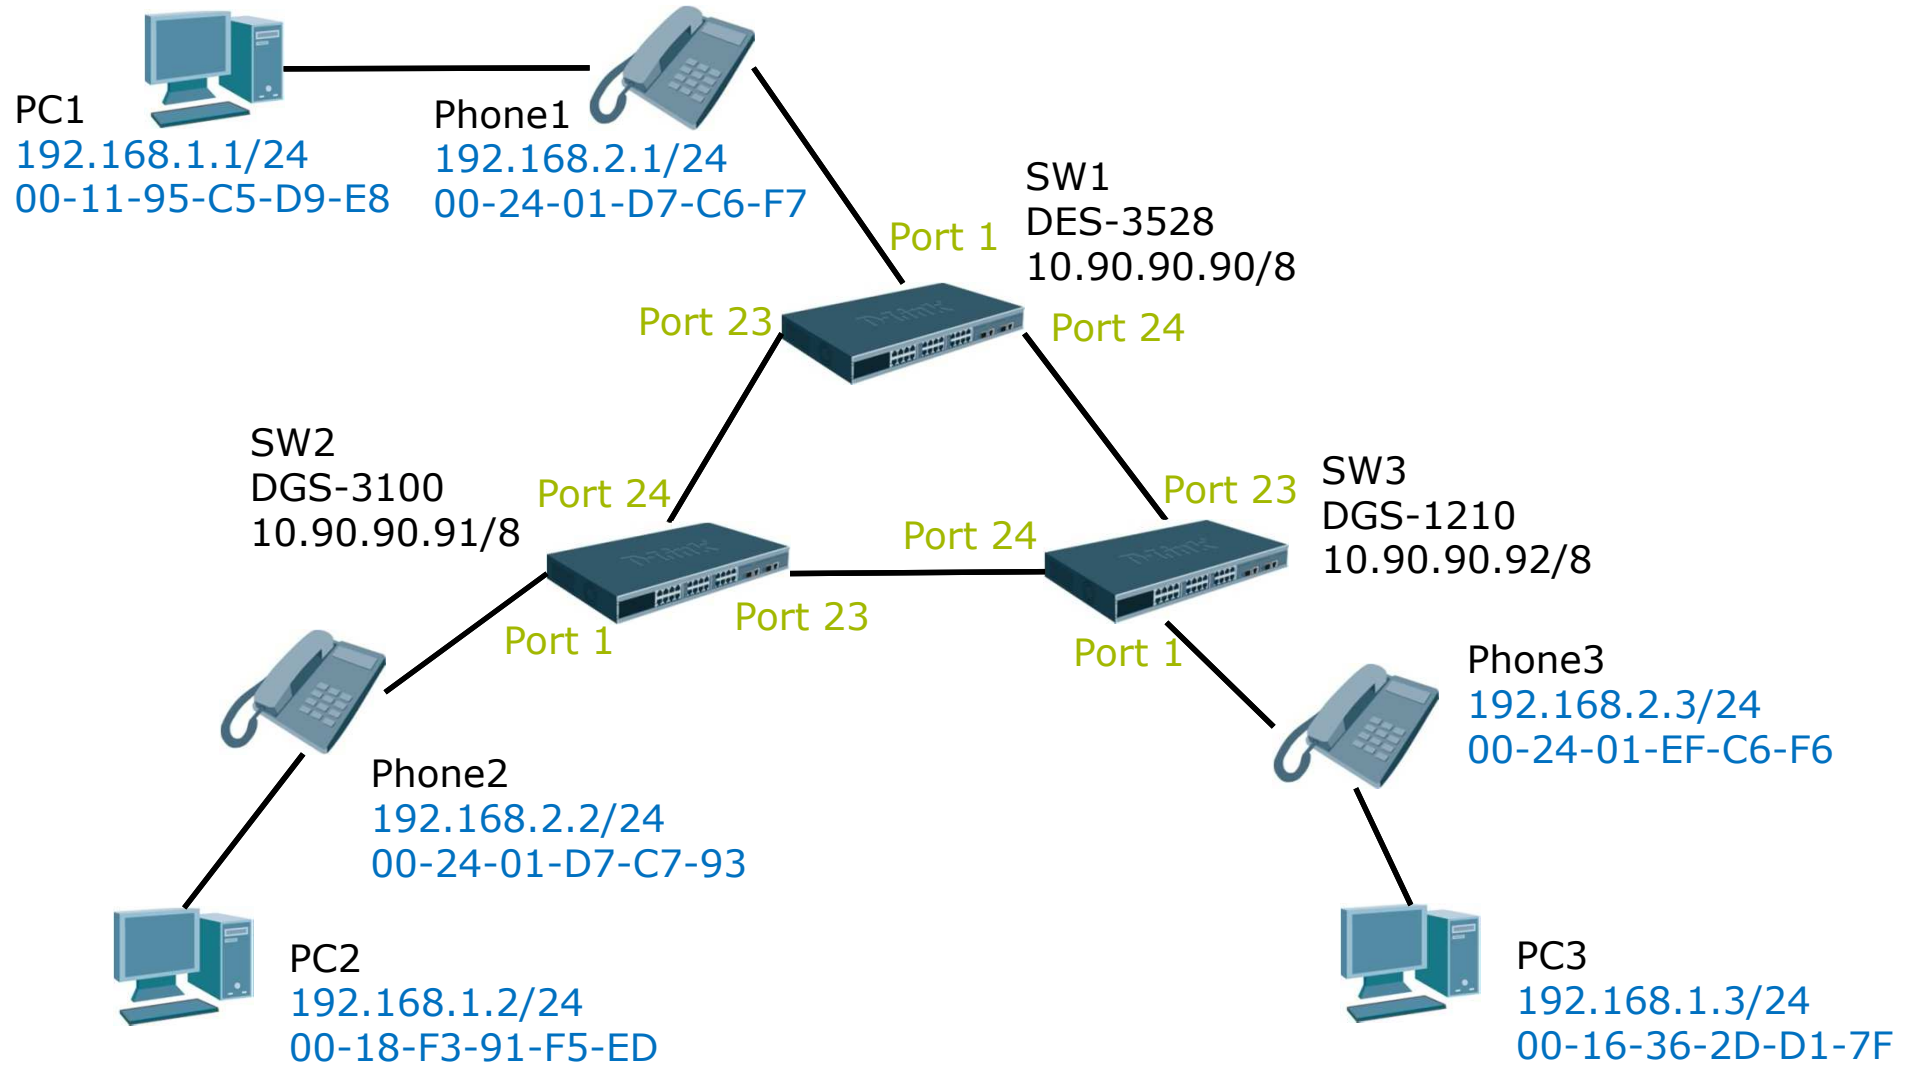 PC1
192.168.1.1/24
00-11-95-C5-D9-E8
Phone1
192.168.2.1/24
00-24-01-D7-C6-F7
SW1
DES-3528
10.90.90.90/8
Port 1
Port 23
Port 24
D-Link
SW2
DGS-3100
10.90.90.91/8
Port 24
Port 1
Port 23
D-Link
SW3
DGS-1210
10.90.90.92/8
Port 23
Port 24
Port 1
D-Link
Phone2
192.168.2.2/24
00-24-01-D7-C7-93
Phone3
192.168.2.3/24
00-24-01-EF-C6-F6
PC2
192.168.1.2/24
00-18-F3-91-F5-ED
PC3
192.168.1.3/24
00-16-36-2D-D1-7F